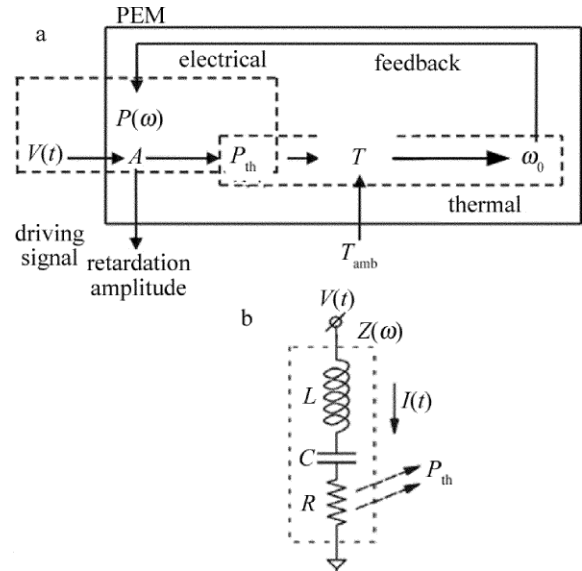 PEM
a
electrical feedback
P(ω)
V(t) A P_th T ω_0
thermal
driving signal
retardation amplitude
T_amb
b
V(t)
Z(ω)
L
I(t)
C
P_th
R